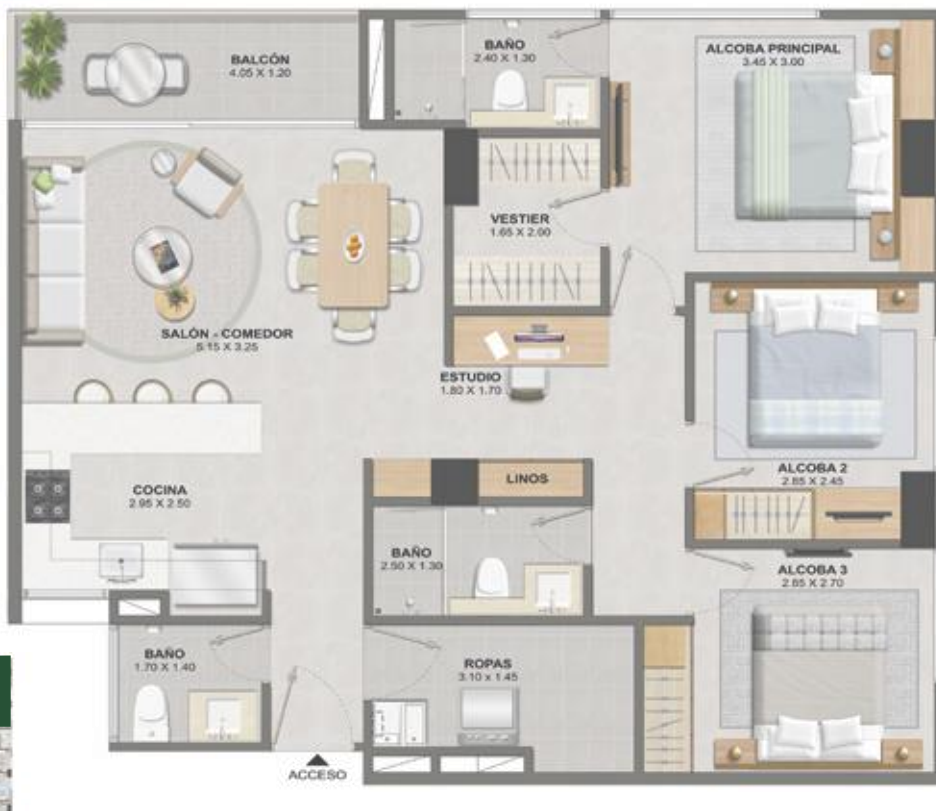 BALCÓN
4.05 X 1.20
BAÑO
2.40 X 1.30
ALCOBA PRINCIPAL
3.45 X 3.00
VESTIER
1.65 X 2.00
SALÓN - COMEDOR
5.15 X 3.25
ESTUDIO
1.80 X 1.70
COCINA
2.95 X 2.50
LINOS
ALCOBA 2
2.85 X 2.45
BAÑO
2.50 X 1.30
ALCOBA 3
2.85 X 2.70
BAÑO
1.70 X 1.40
ROPAS
3.10 x 1.45
ACCESO